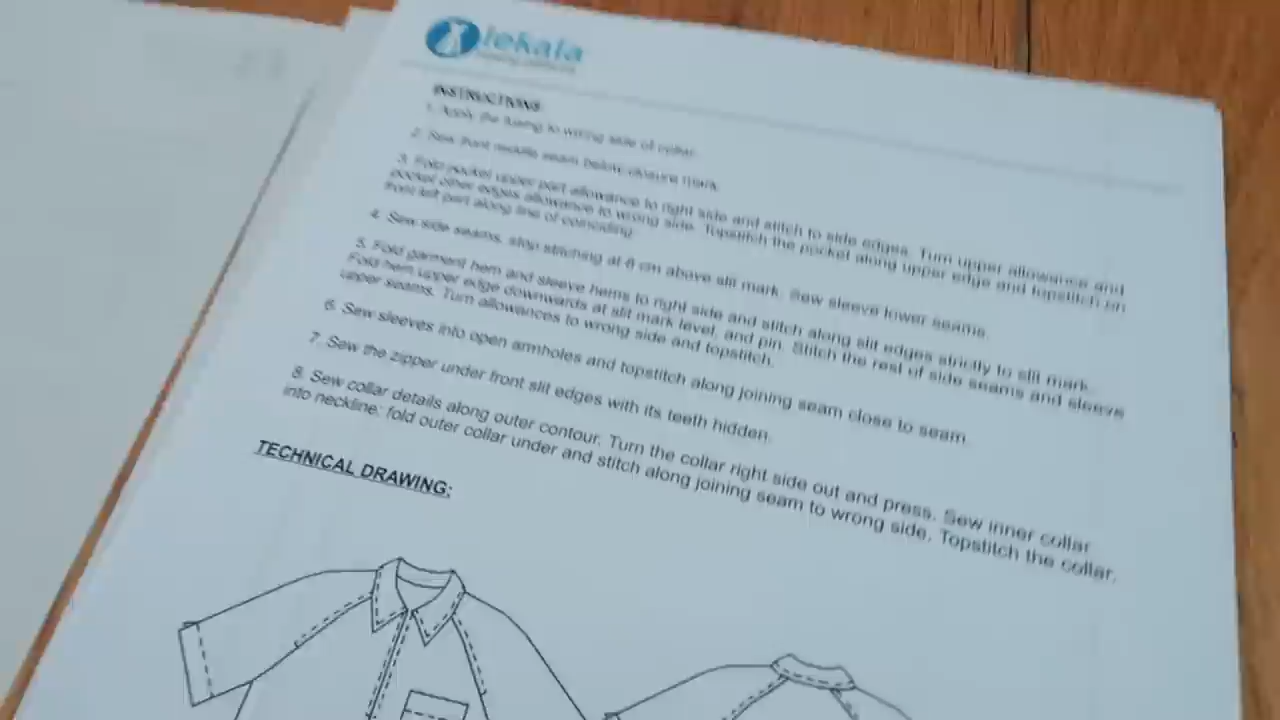 lekala
INSTRUCTIONS
1. Apply the fusing to wrong side of collar.
2. Sew front middle seam below closure mark.
3. Fold pocket upper part allowance to right side and stitch to side edges. Turn upper allowance and
pocket other edges allowance to wrong side. Topstitch the pocket along upper edge and topstitch on
front left part along line of coinciding.
4. Sew side seams, stop stitching at 6 cm above slit mark. Sew sleeve lower seams.
5. Fold garment hem and sleeve hems to right side and stitch along slit edges strictly to slit mark.
Fold hem upper edge downwards at slit mark level, and pin. Stitch the rest of side seams and sleeve
upper seams. Turn allowances to wrong side and topstitch.
6. Sew sleeves into open armholes and topstitch along joining seam close to seam.
7. Sew the zipper under front slit edges with its teeth hidden.
8. Sew collar details along outer contour. Turn the collar right side out and press. Sew inner collar
into neckline; fold outer collar under and stitch along joining seam to wrong side. Topstitch the collar.
TECHNICAL DRAWING: